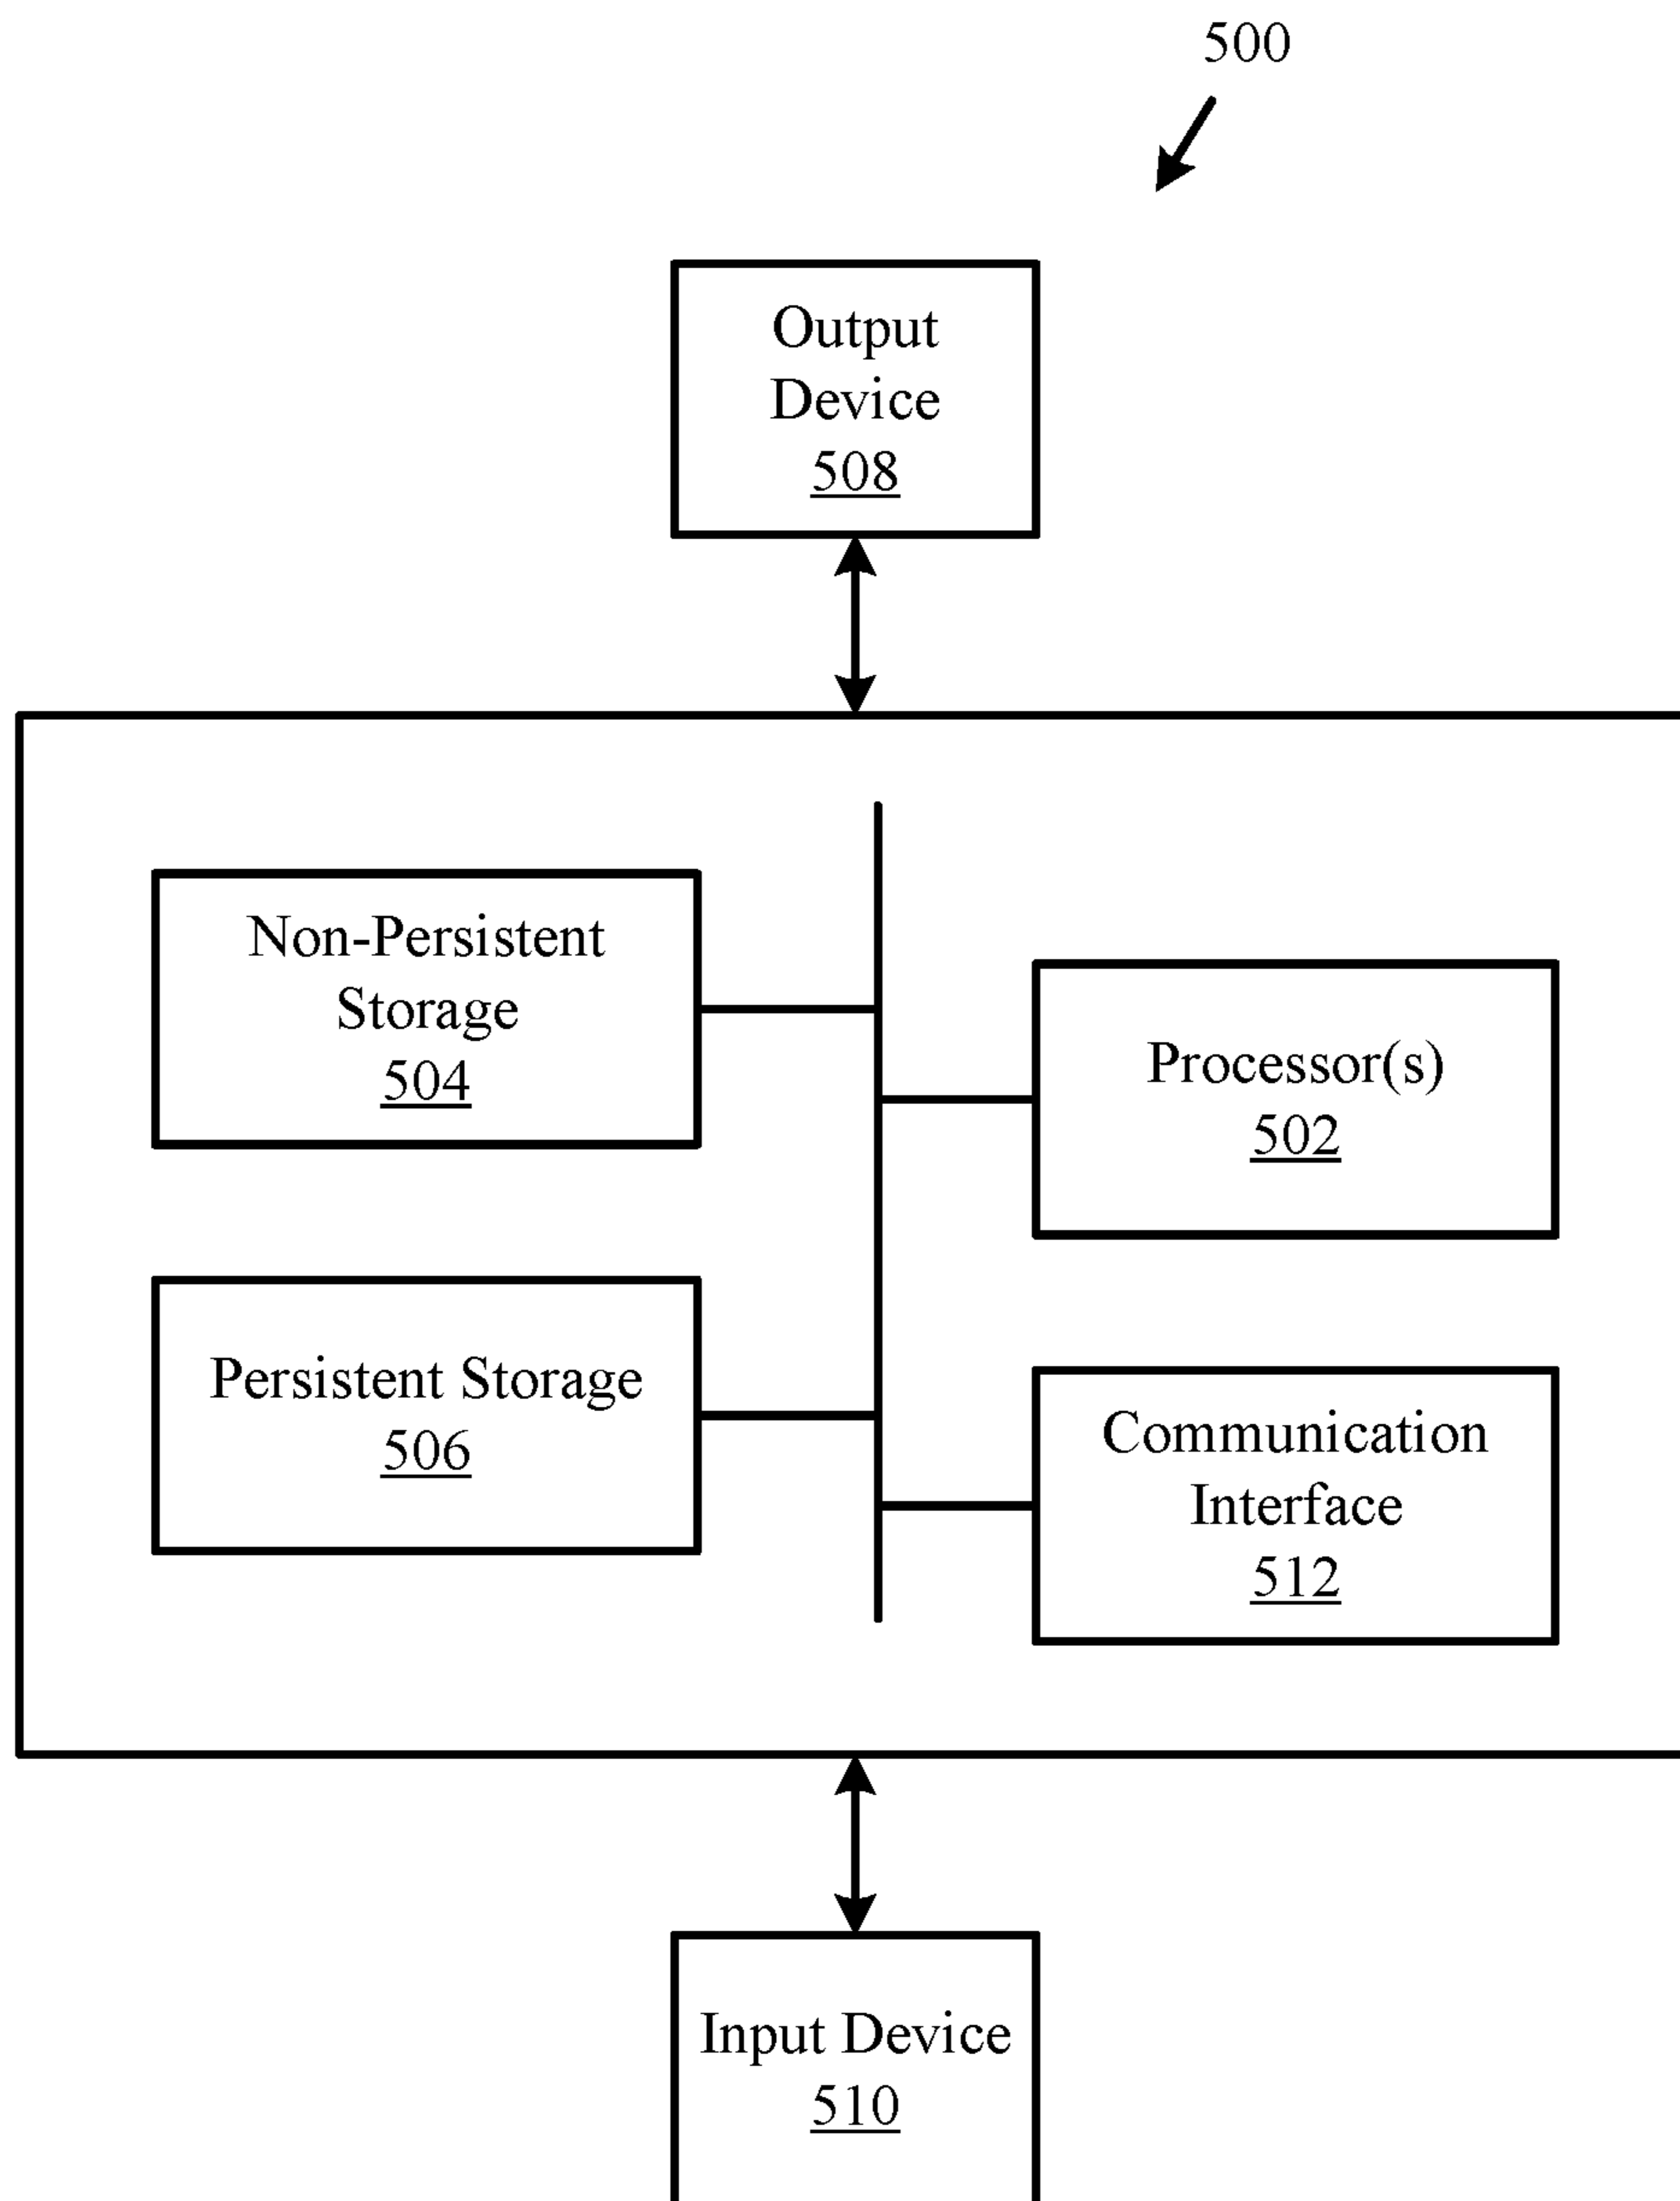 500
Output
Device
508
Non-Persistent
Storage
504
Processor(s)
502
Persistent Storage
506
Communication
Interface
512
Input Device
510